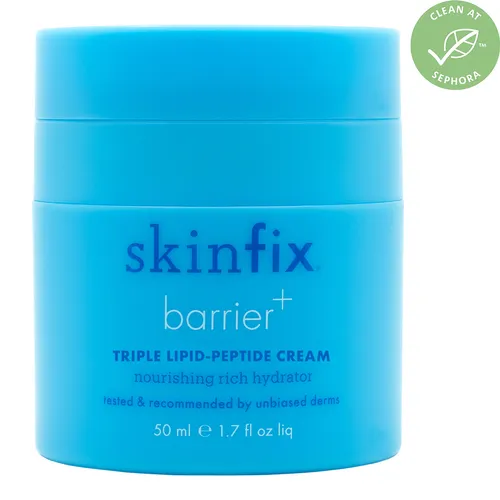 CLEAN AT
SEPHORA
TM
skinfix
barrier+
TRIPLE LIPID-PEPTIDE CREAM
nourishing rich hydrator
tested & recommended by unbiased derms
50 ml e 1.7 fl oz liq